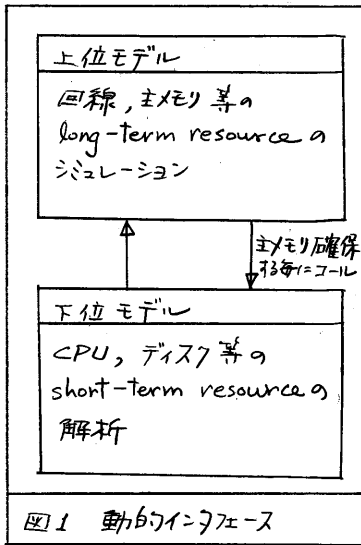 上位モデル
回線,主メモリ等の
long-term resourceの
シミュレーション
主メモリ確保
する毎にコール
下位モデル
CPU,ディスク等の
short-term resourceの
解析
図1 動的インタフェース